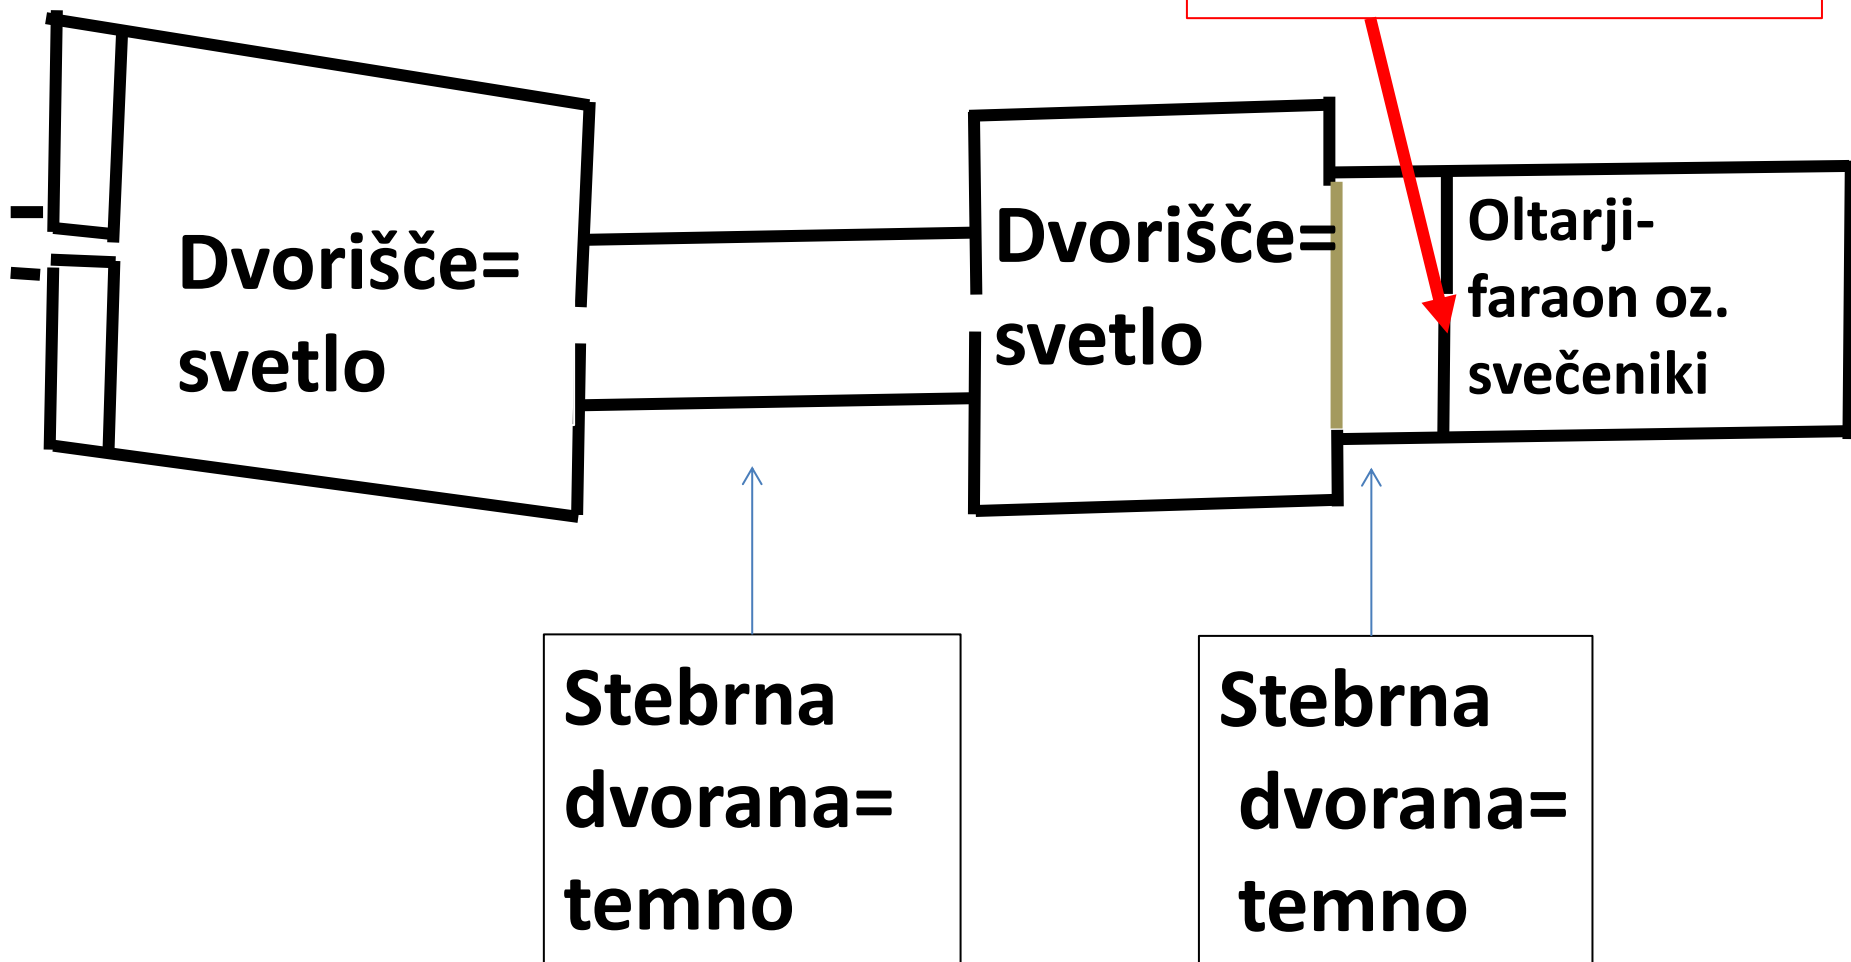 Dvorišče=
svetlo
Dvorišče=
svetlo
Oltarji-
faraon oz.
svečeniki
Stebrna
dvorana=
temno
Stebrna
dvorana=
temno